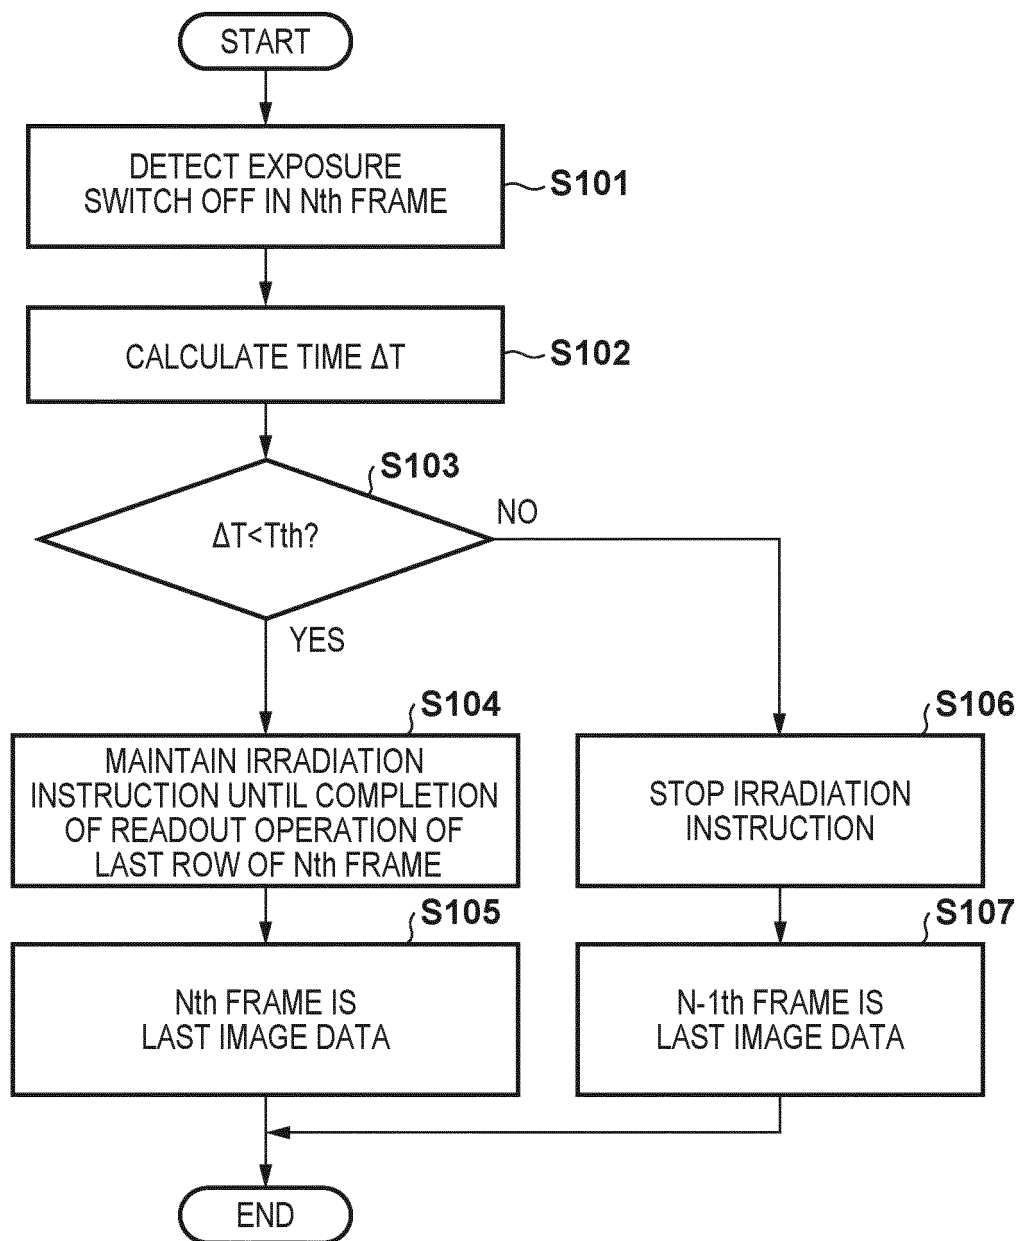 START
DETECT EXPOSURE
SWITCH OFF IN Nth FRAME
S101
CALCULATE TIME ΔT
S102
S103
ΔT<Tth?
NO
YES
S104
MAINTAIN IRRADIATION
INSTRUCTION UNTIL COMPLETION
OF READOUT OPERATION OF
LAST ROW OF Nth FRAME
S106
STOP IRRADIATION
INSTRUCTION
S105
Nth FRAME IS
LAST IMAGE DATA
S107
N-1th FRAME IS
LAST IMAGE DATA
END